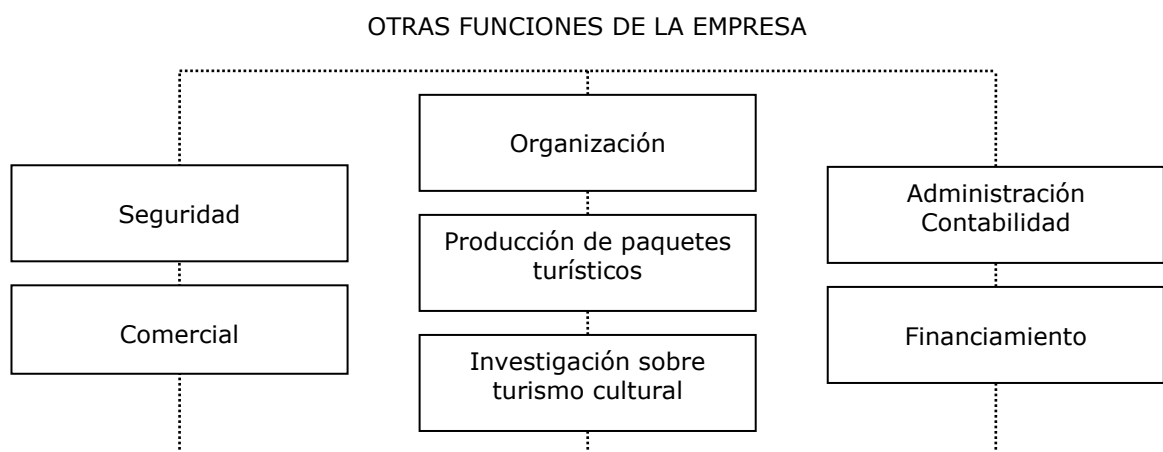 OTRAS FUNCIONES DE LA EMPRESA
Organización
Seguridad
Administración
Contabilidad
Producción de paquetes
turísticos
Comercial
Financiamiento
Investigación sobre
turismo cultural